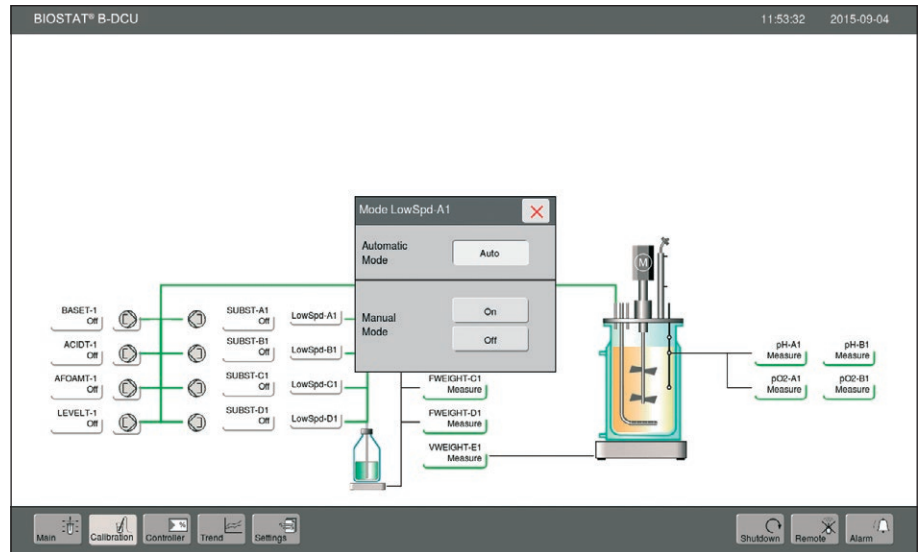 BIOSTAT® B-DCU
11:53:32 2015-09-04
Mode LowSpd-A1
Automatic
Mode
Auto
Manual
Mode
On
Off
M
BASET-1
Off
SUBST-A1
Off
LowSpd-A1
ACIDT-1
Off
SUBST-B1
Off
LowSpd-B1
AFOAMT-1
Off
SUBST-C1
Off
LowSpd-C1
LEVELT-1
Off
SUBST-D1
Off
LowSpd-D1
FWEIGHT-C1
Measure
FWEIGHT-D1
Measure
VWEIGHT-E1
Measure
pH-A1
Measure
pH-B1
Measure
pO2-A1
Measure
pO2-B1
Measure
Main
Calibration
%
Controller
Trend
Settings
Shutdown
Remote
Alarm